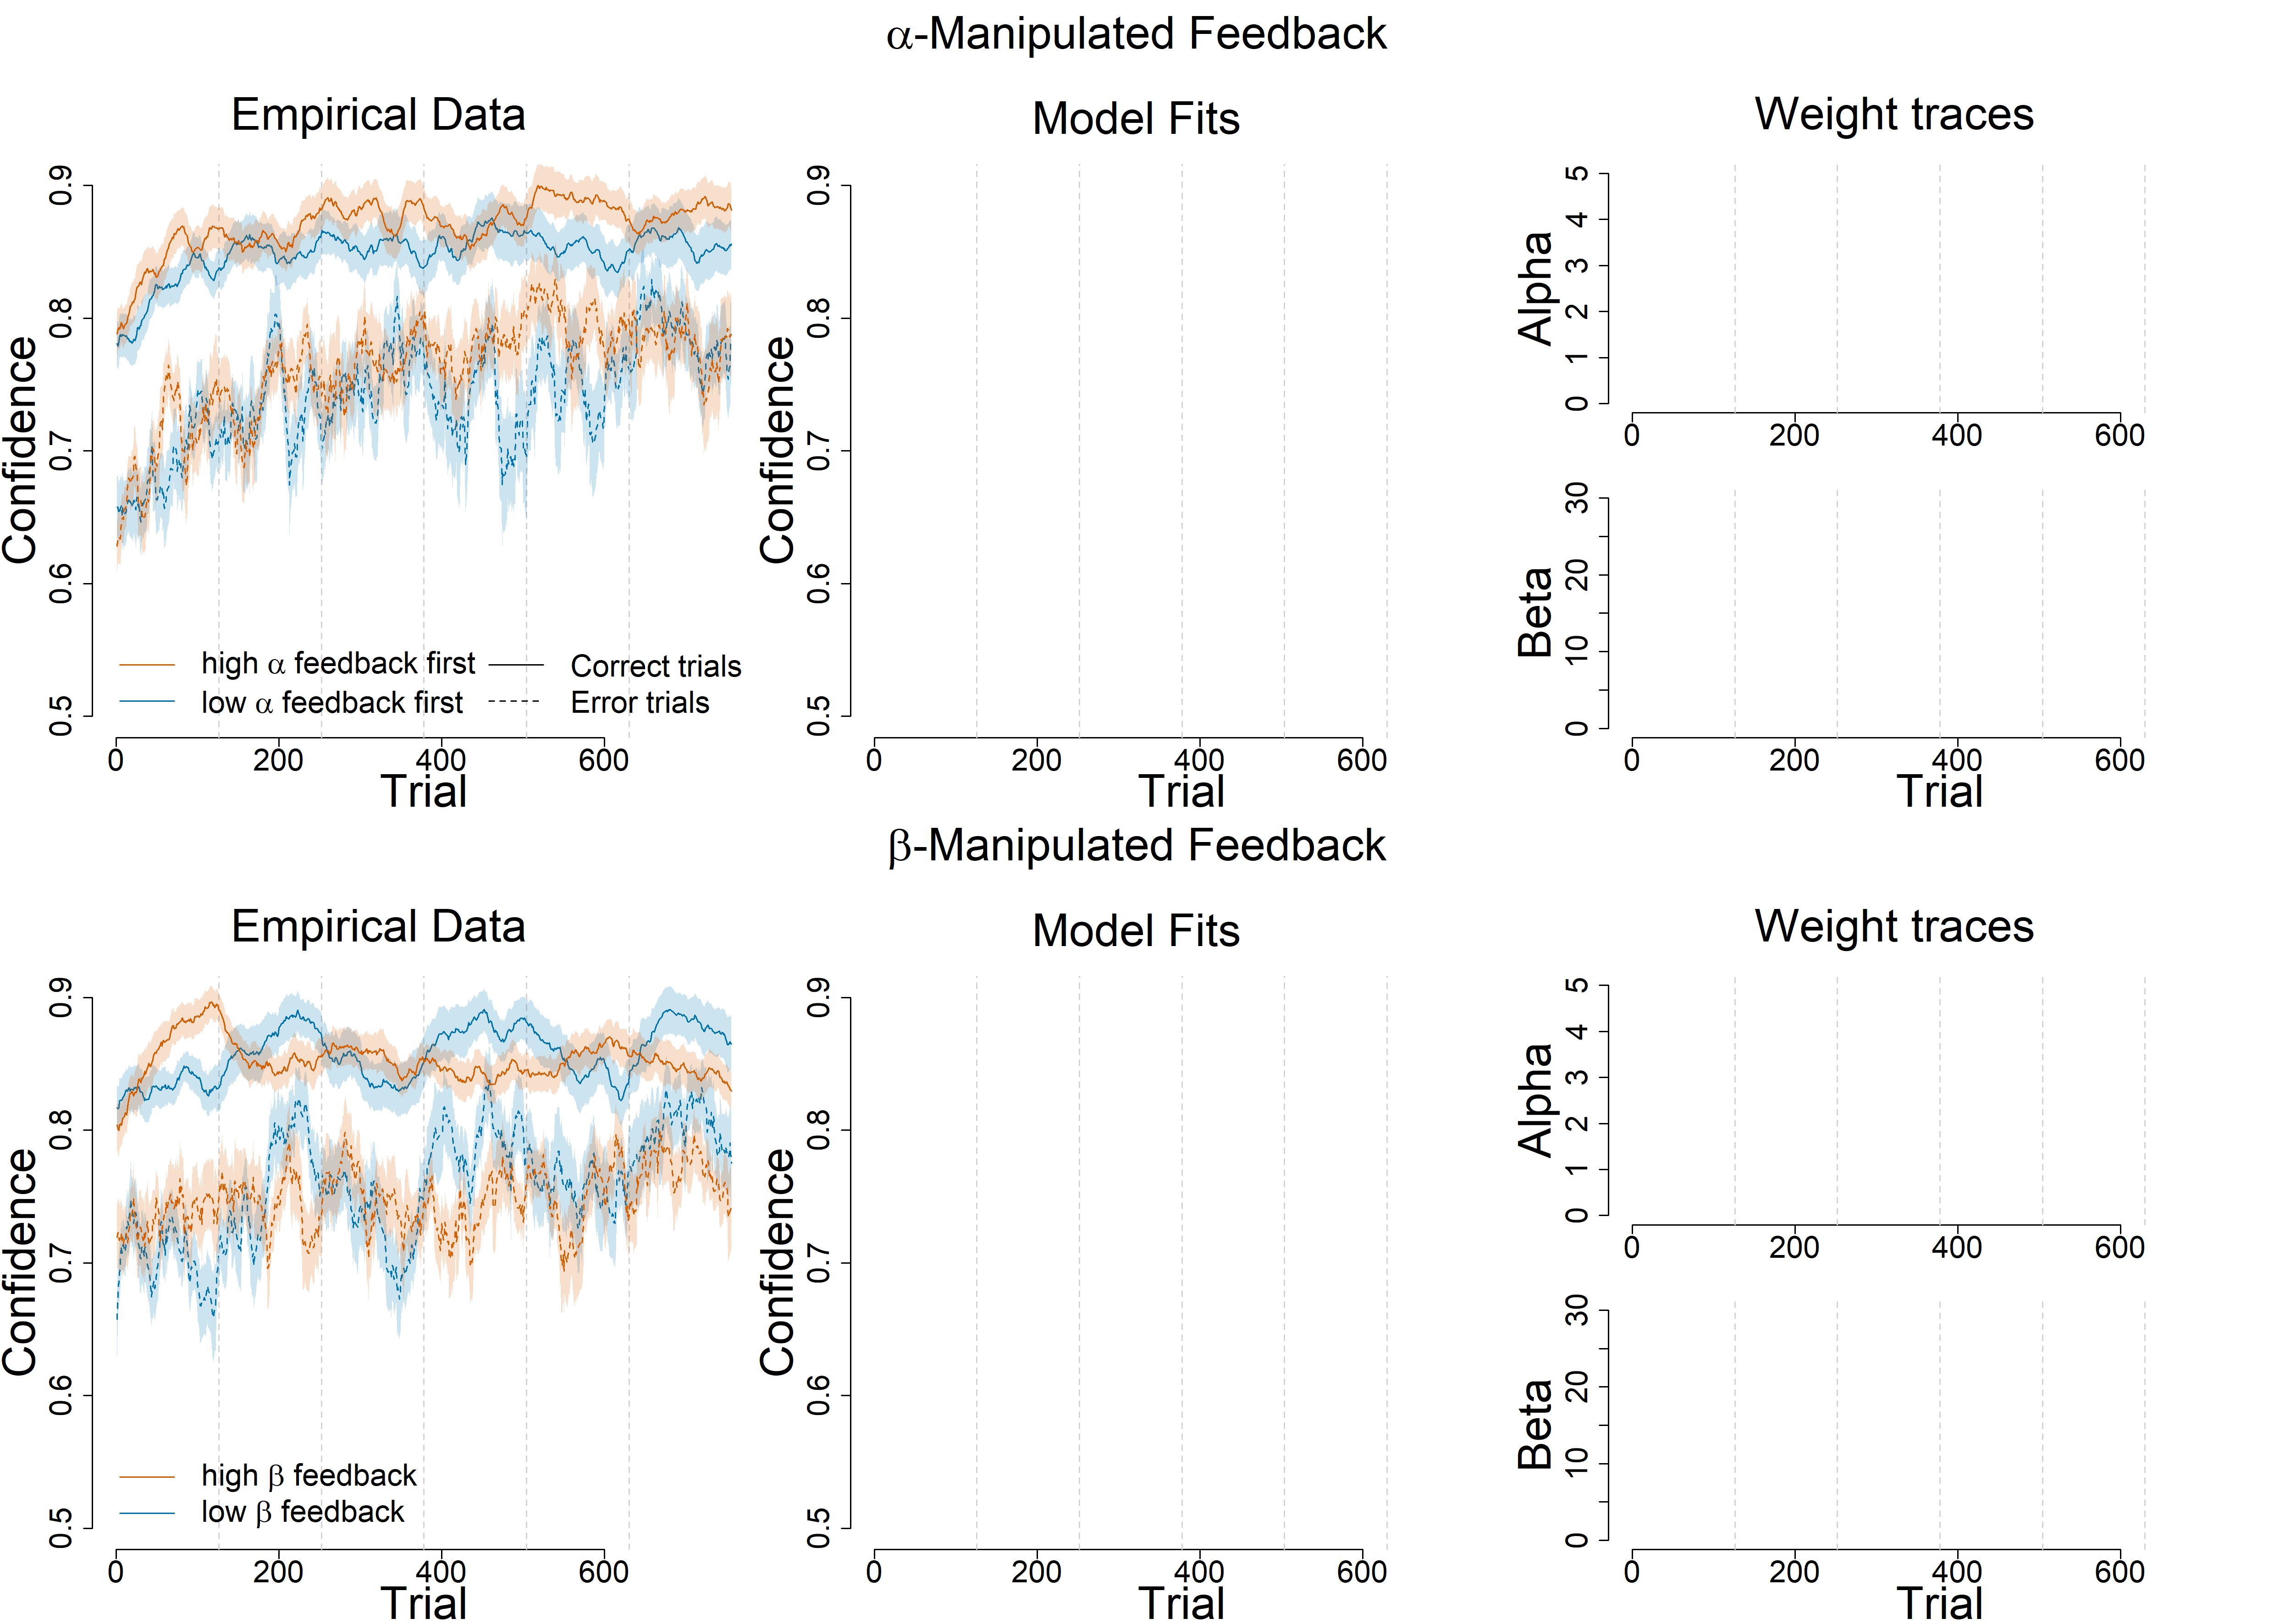 α-Manipulated Feedback
Empirical Data
Model Fits
Weight traces
Confidence
0.5 0.6 0.7 0.8 0.9
high α feedback first
low α feedback first
Correct trials
Error trials
0 200 400 600
Trial
Confidence
0.5 0.6 0.7 0.8 0.9
0 200 400 600
Trial
Alpha
0 1 2 3 4 5
0 200 400 600
Beta
0 10 20 30
0 200 400 600
Trial
β-Manipulated Feedback
Empirical Data
Model Fits
Weight traces
Confidence
0.5 0.6 0.7 0.8 0.9
high β feedback
low β feedback
0 200 400 600
Trial
Confidence
0.5 0.6 0.7 0.8 0.9
0 200 400 600
Trial
Alpha
0 1 2 3 4 5
0 200 400 600
Beta
0 10 20 30
0 200 400 600
Trial